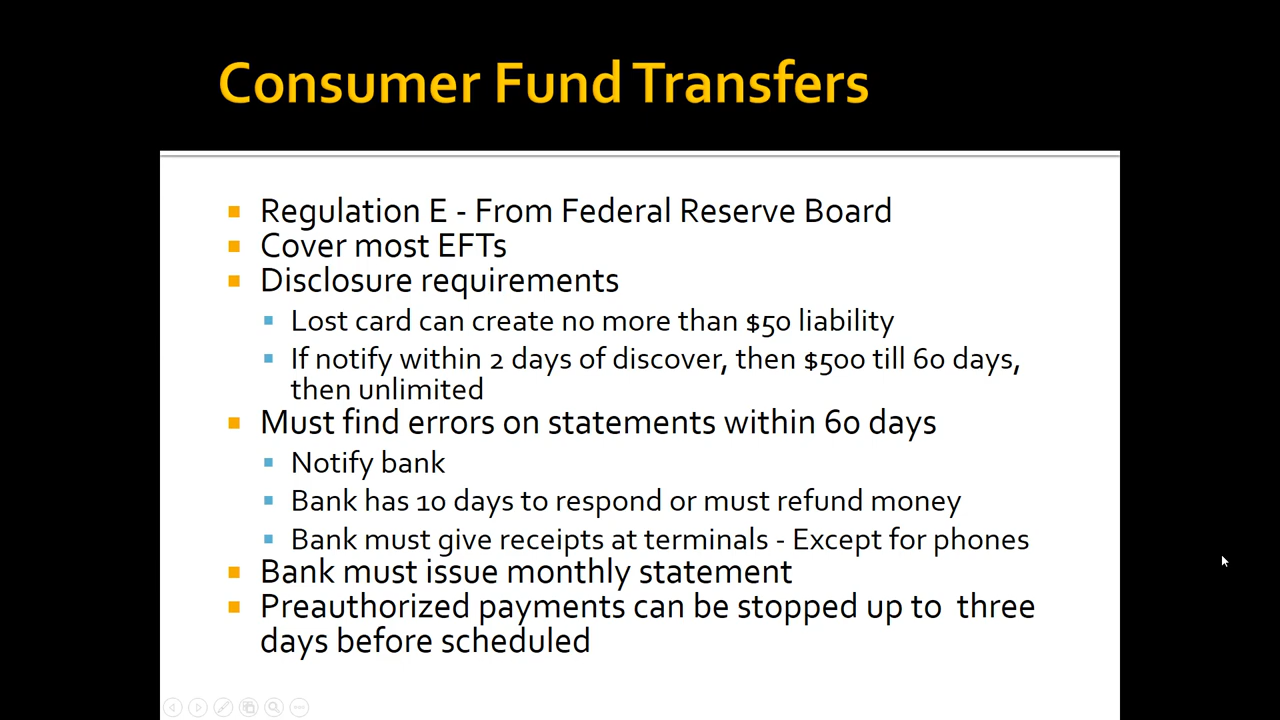 Consumer Fund Transfers
Regulation E - From Federal Reserve Board
Cover most EFTs
Disclosure requirements
Lost card can create no more than $50 liability
If notify within 2 days of discover, then $500 till 60 days,
then unlimited
Must find errors on statements within 60 days
Notify bank
Bank has 10 days to respond or must refund money
Bank must give receipts at terminals - Except for phones
Bank must issue monthly statement
Preauthorized payments can be stopped up to  three
days before scheduled